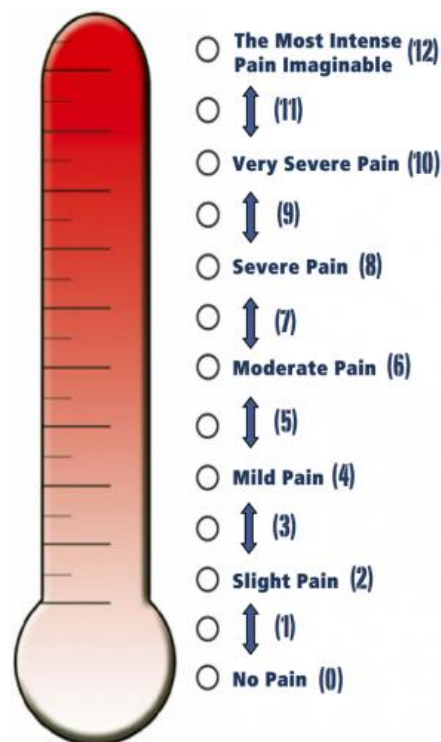 The Most Intense (12)
Pain Imaginable
(11)
Very Severe Pain (10)
(9)
Severe Pain (8)
(7)
Moderate Pain (6)
(5)
Mild Pain (4)
(3)
Slight Pain (2)
(1)
No Pain (0)